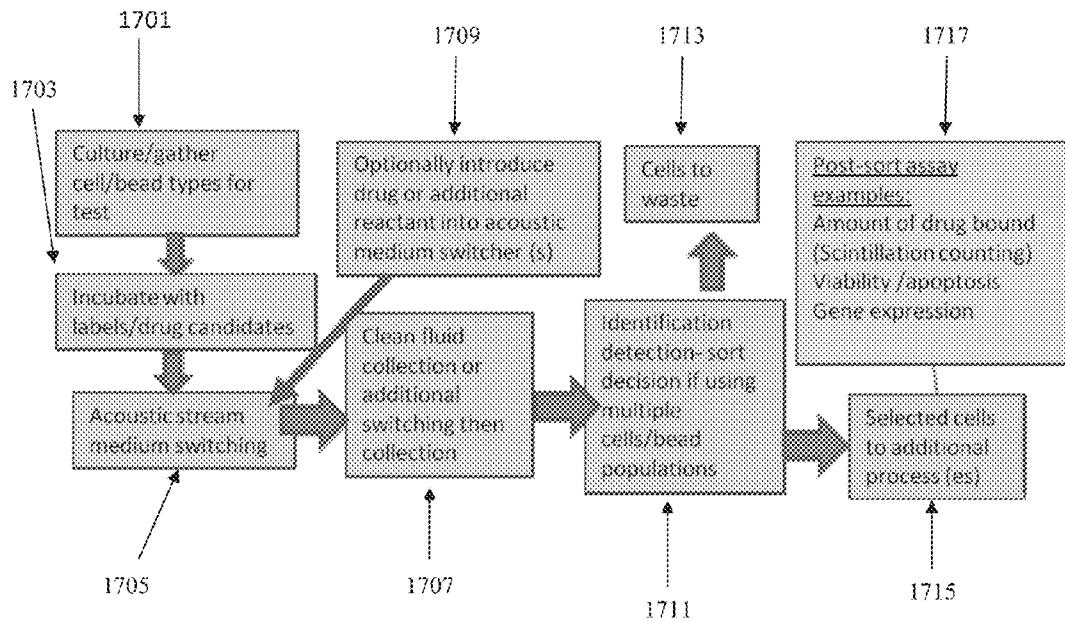 1701
1709
1713
1717
1703
Culture/gather
cell/bead types for
test
Optionally introduce
drug or additional
reactant into acoustic
medium switcher (s)
Cells to
waste
Post-sort assay
examples:
Amount of drug bound
(Scintillation counting)
Viability /apoptosis
Gene expression
Incubate with
labels/drug candidates
Acoustic stream
medium switching
Clean fluid
collection or
additional
switching then
collection
Identification
detection- sort
decision if using
multiple
cells/bead
populations
Selected cells
to additional
process (es)
1705
1707
1711
1715